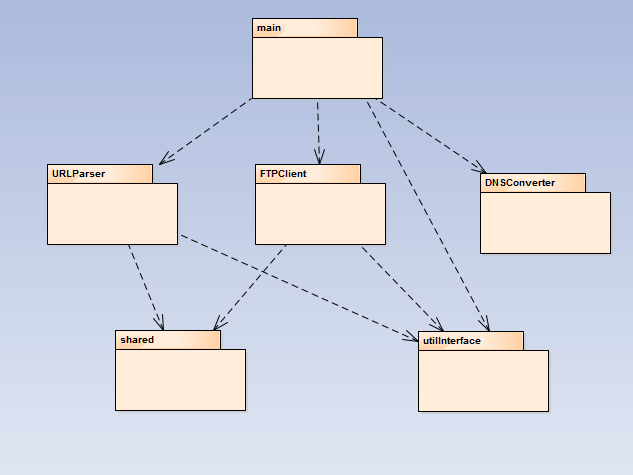 main
URLParser
FTPClient
DNSConverter
shared
utilInterface